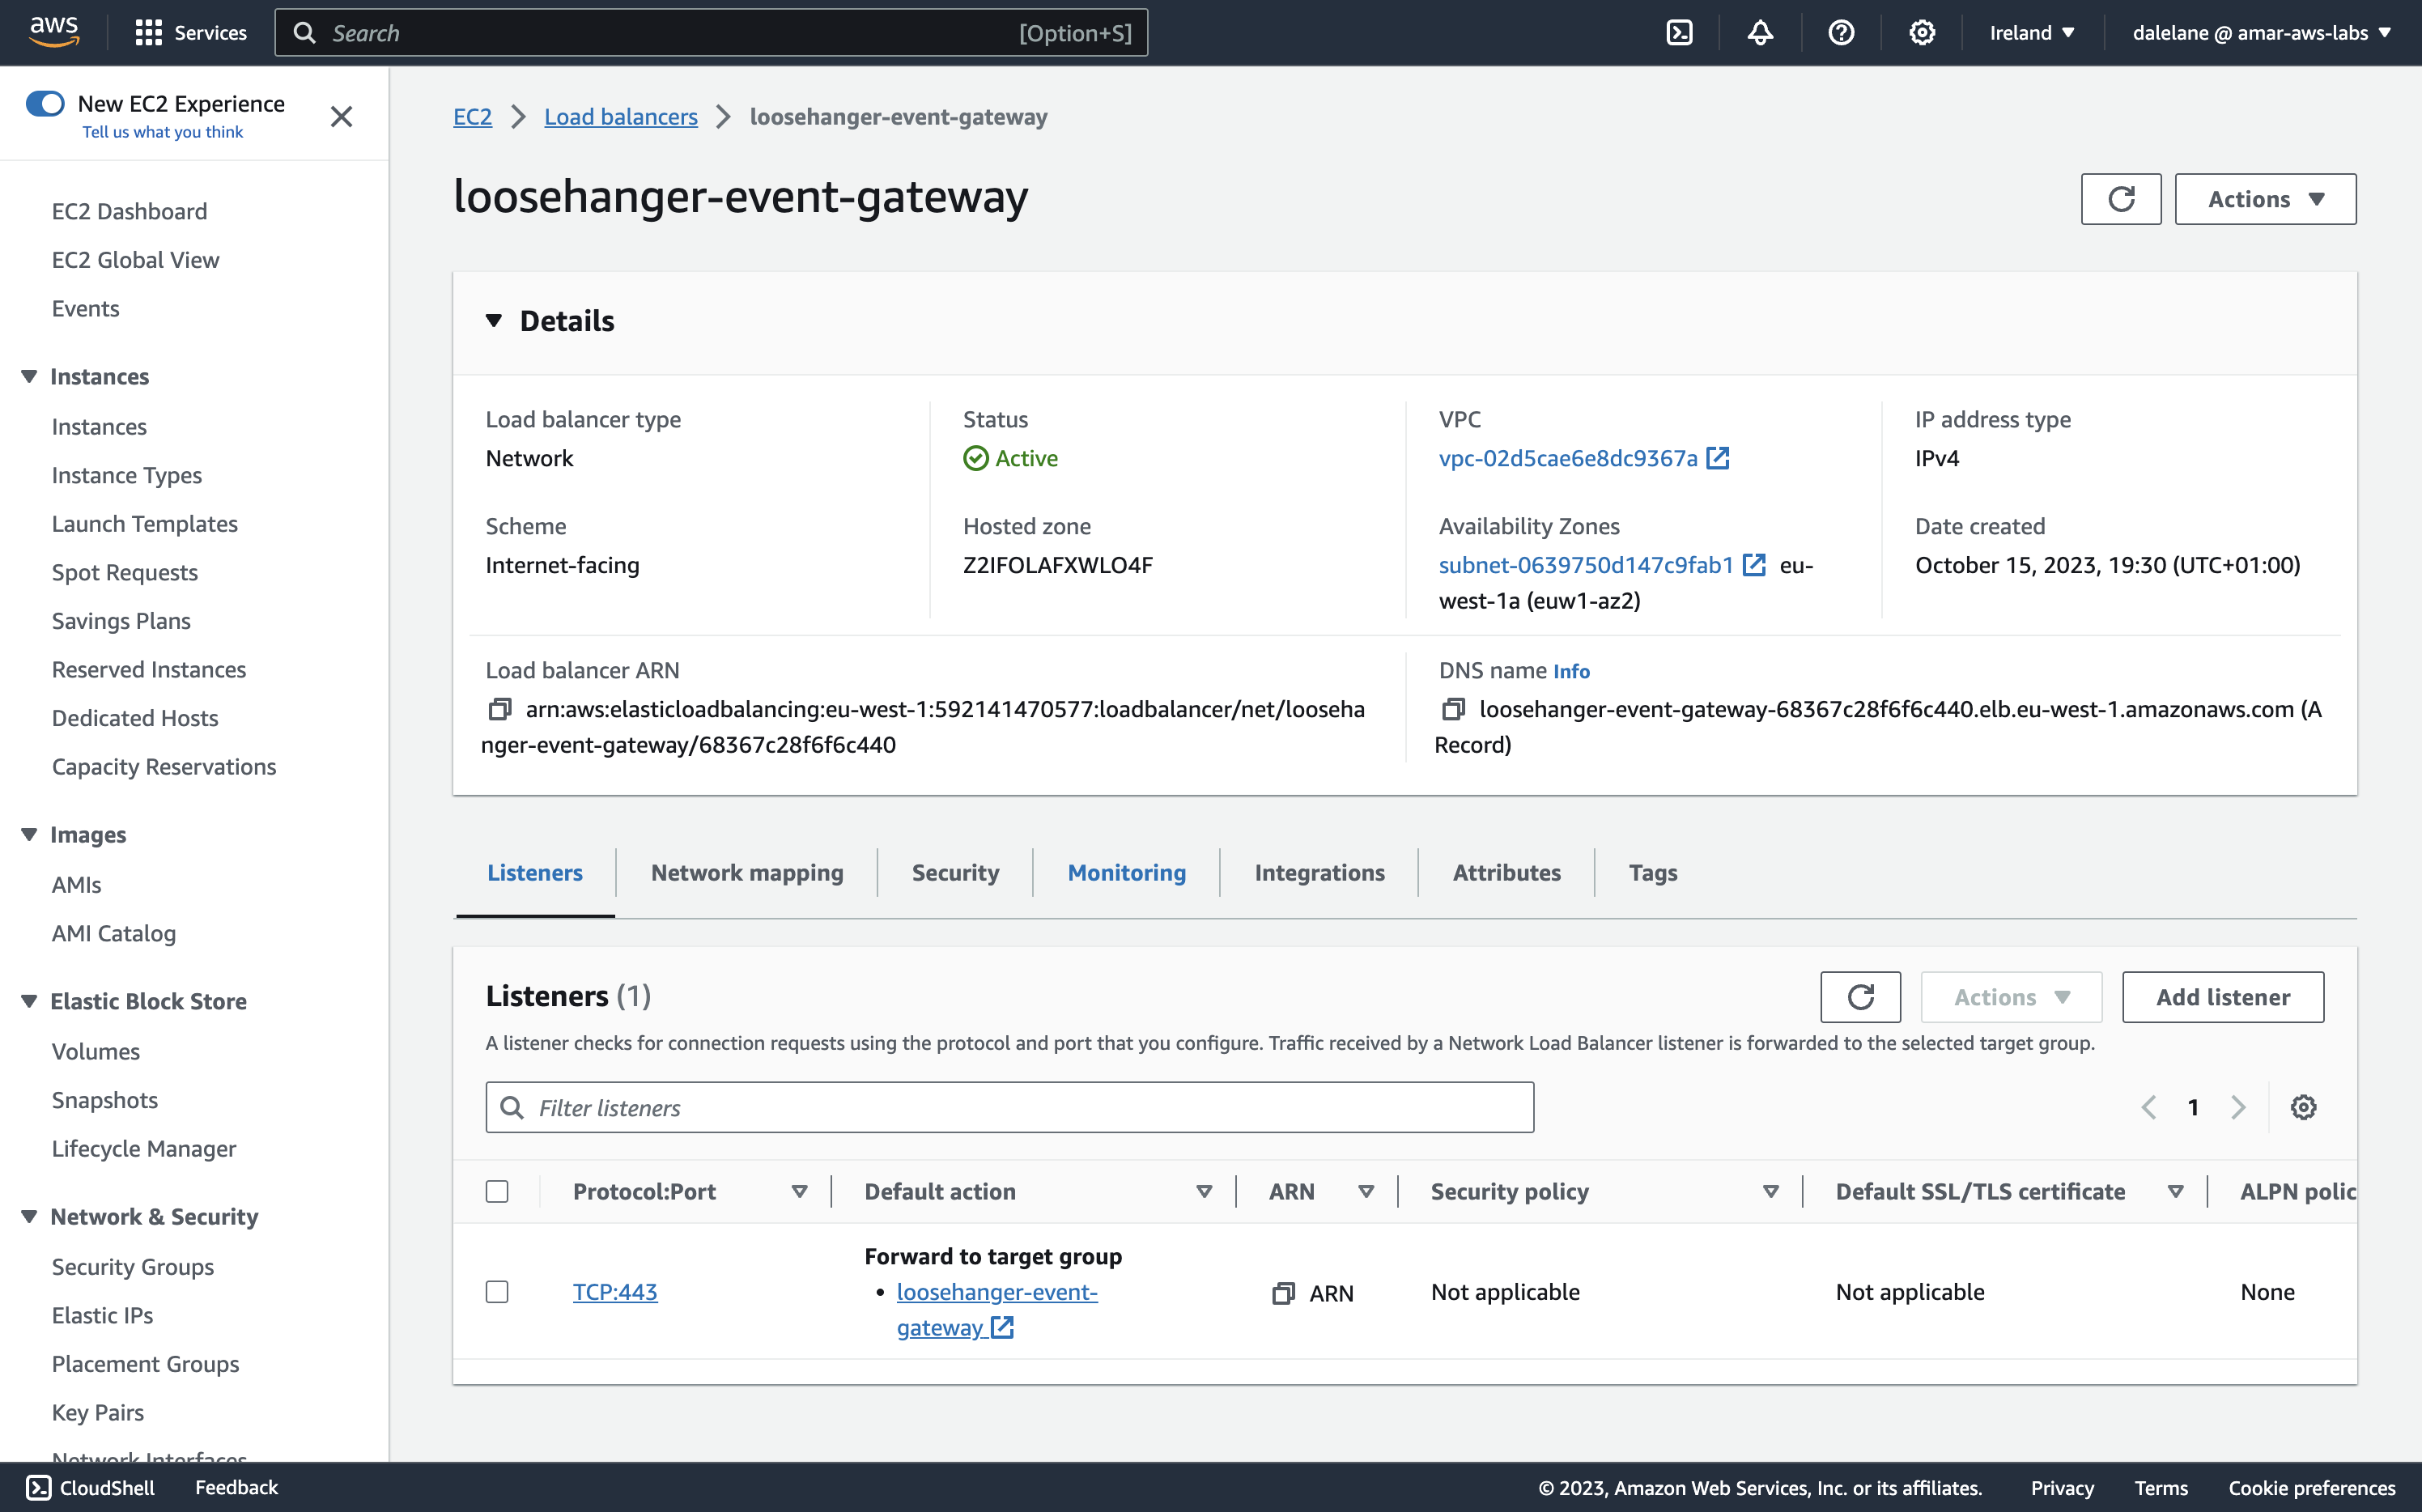 aws
Services
Search [Option+S]
Ireland
dalelane @ amar-aws-labs
New EC2 Experience
Tell us what you think
EC2 Dashboard
EC2 Global View
Events
Instances
Instances
Instance Types
Launch Templates
Spot Requests
Savings Plans
Reserved Instances
Dedicated Hosts
Capacity Reservations
Images
AMIs
AMI Catalog
Elastic Block Store
Volumes
Snapshots
Lifecycle Manager
Network & Security
Security Groups
Elastic IPs
Placement Groups
Key Pairs
Network Interfaces
EC2 > Load balancers > loosehanger-event-gateway
loosehanger-event-gateway
Actions
Details
Load balancer type
Network
Status
Active
VPC
vpc-02d5cae6e8dc9367a
IP address type
IPv4
Scheme
Internet-facing
Hosted zone
Z2IFOLAFXWLO4F
Availability Zones
subnet-0639750d147c9fab1 eu-
west-1a (euw1-az2)
Date created
October 15, 2023, 19:30 (UTC+01:00)
Load balancer ARN
arn:aws:elasticloadbalancing:eu-west-1:592141470577:loadbalancer/net/looseha
nger-event-gateway/68367c28f6f6c440
DNS name Info
loosehanger-event-gateway-68367c28f6f6c440.elb.eu-west-1.amazonaws.com (A
Record)
Listeners
Network mapping
Security
Monitoring
Integrations
Attributes
Tags
Listeners (1)
Actions
Add listener
A listener checks for connection requests using the protocol and port that you configure. Traffic received by a Network Load Balancer listener is forwarded to the selected target group.
Filter listeners
1
Protocol:Port
Default action
ARN
Security policy
Default SSL/TLS certificate
ALPN polic
TCP:443
Forward to target group
• loosehanger-event-
gateway
ARN
Not applicable
Not applicable
None
CloudShell
Feedback
© 2023, Amazon Web Services, Inc. or its affiliates.
Privacy
Terms
Cookie preferences